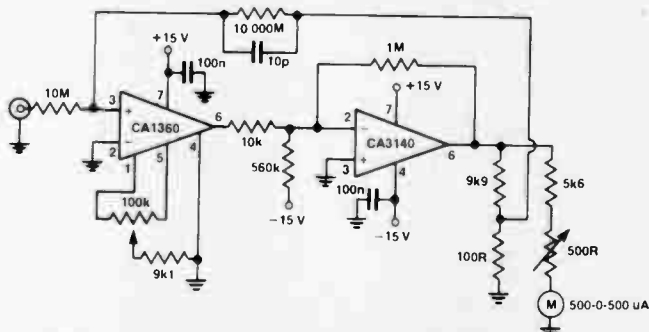 10 000M
10p
+15 V
100n
1M
10M
3
+
−
2
1
7
CA1360
6
4
5
10k
560k
−15 V
2
−
+
3
7
+15 V
CA3140
6
4
100n
−15 V
9k9
5k6
100k
9k1
100R
500R
M
500-0-500 uA